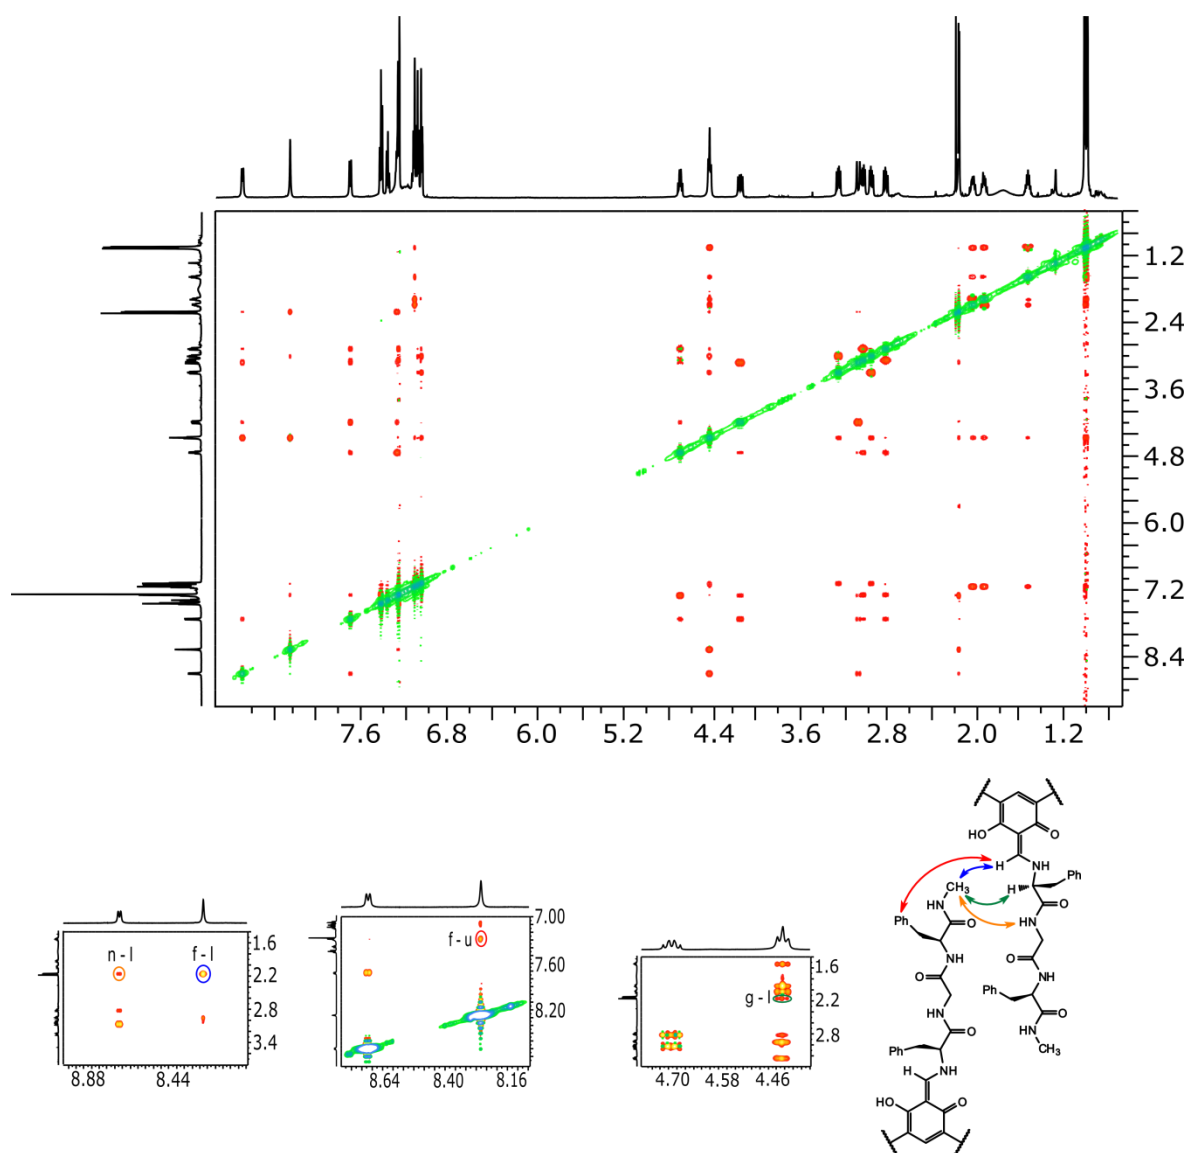 1.2
2.4
3.6
4.8
6.0
7.2
8.4
7.6 6.8 6.0 5.2 4.4 3.6 2.8 2.0 1.2
n-l f-l
1.6
2.2
2.8
3.4
8.88 8.44
f-u
7.00
7.60
8.20
8.64 8.40 8.16
g-l
1.6
2.2
2.8
4.70 4.58 4.46
HO O
H NH
CH₃ H Ph
HN O O
Ph NH
O NH O
O NH
HN Ph O
O NH
Ph CH₃
H NH
HO O